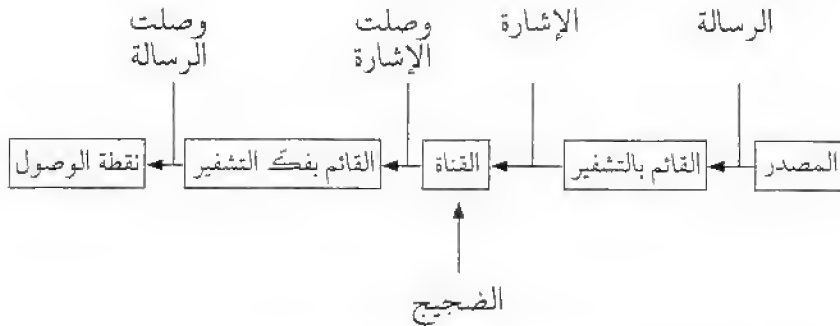 الرسالة
الإشارة
وصلت
الإشارة
وصلت
الرسالة
المصدر
القائم بالتشفير
القناة
القائم بفكّ التشفير
نقطة الوصول
الضجيج